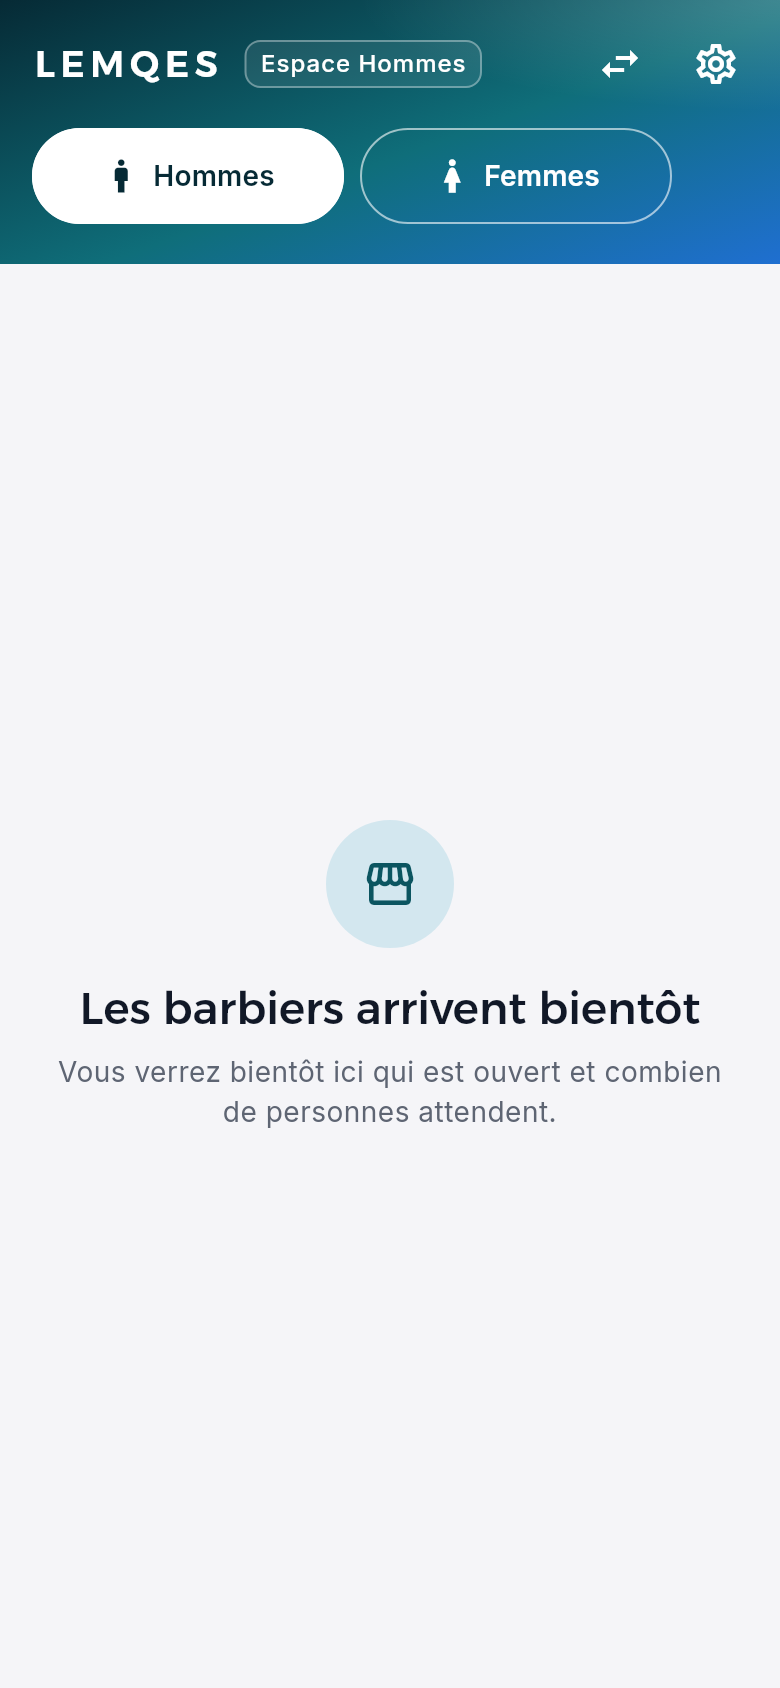 LEMQES
Espace Hommes
Hommes
Femmes
Les barbiers arrivent bientôt
Vous verrez bientôt ici qui est ouvert et combien
de personnes attendent.